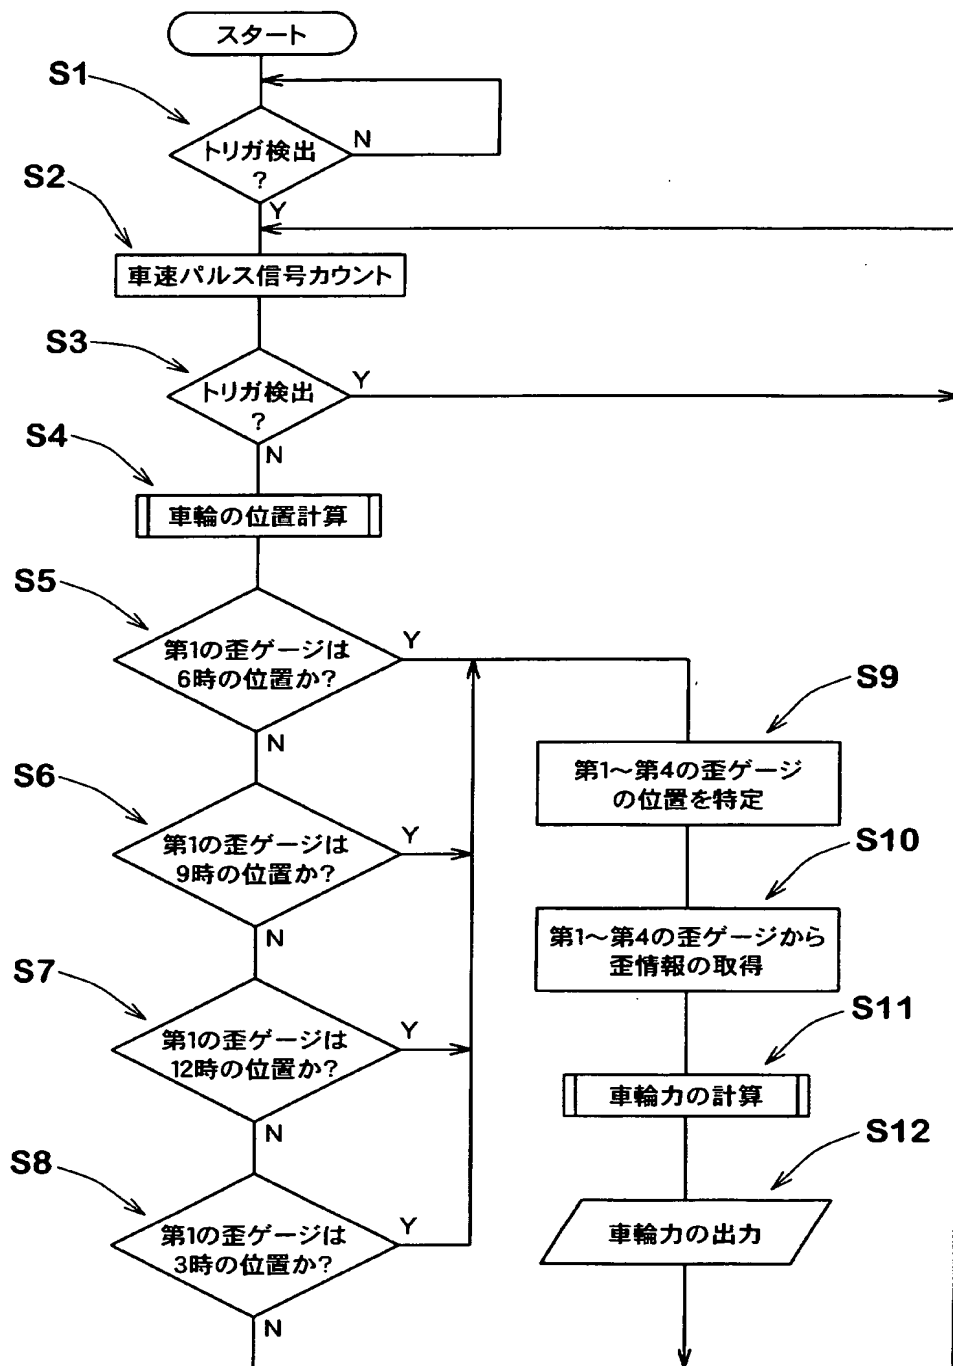 スタート
S1
トリガ検出
?
N
Y
S2
車速パルス信号カウント
S3
トリガ検出
?
Y
N
S4
車輪の位置計算
S5
第1の歪ゲージは
6時の位置か?
Y
N
S6
第1の歪ゲージは
9時の位置か?
Y
N
S7
第1の歪ゲージは
12時の位置か?
Y
N
S8
第1の歪ゲージは
3時の位置か?
Y
N
S9
第1～第4の歪ゲージ
の位置を特定
S10
第1～第4の歪ゲージから
歪情報の取得
S11
車輪力の計算
S12
車輪力の出力